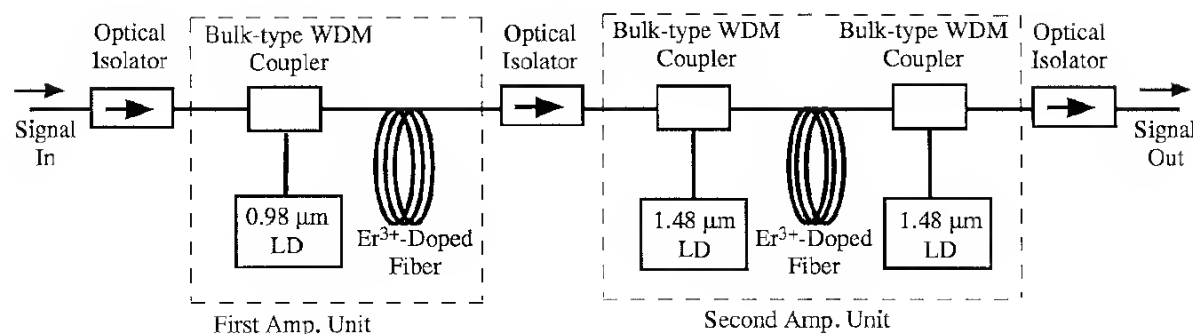 Optical
Isolator
Bulk-type WDM
Coupler
Optical
Isolator
Bulk-type WDM
Coupler
Bulk-type WDM
Coupler
Optical
Isolator
Signal
In
0.98 µm
LD
Er³⁺-Doped
Fiber
1.48 µm
LD
Er³⁺-Doped
Fiber
1.48 µm
LD
Signal
Out
First Amp. Unit
Second Amp. Unit